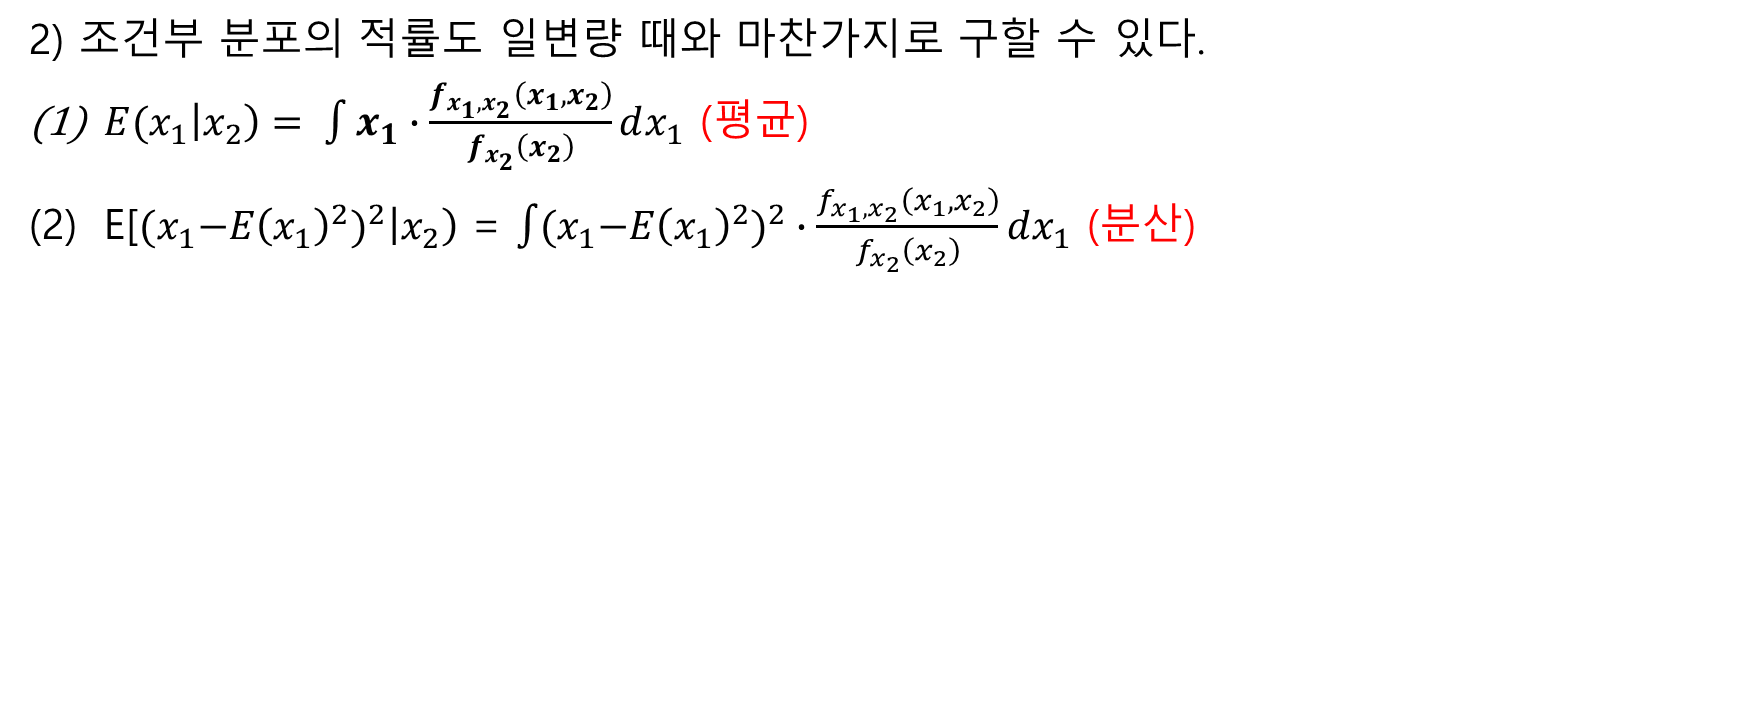 2) 조건부 분포의 적률도 일변량 때와 마찬가지로 구할 수 있다.
(1) E(x₁|x₂) = ∫ x₁ · f_{x₁,x₂}(x₁,x₂) / f_{x₂}(x₂) dx₁ (평균)
(2) E[(x₁−E(x₁)²)²|x₂) = ∫(x₁−E(x₁)²)² · f_{x₁,x₂}(x₁,x₂) / f_{x₂}(x₂) dx₁ (분산)